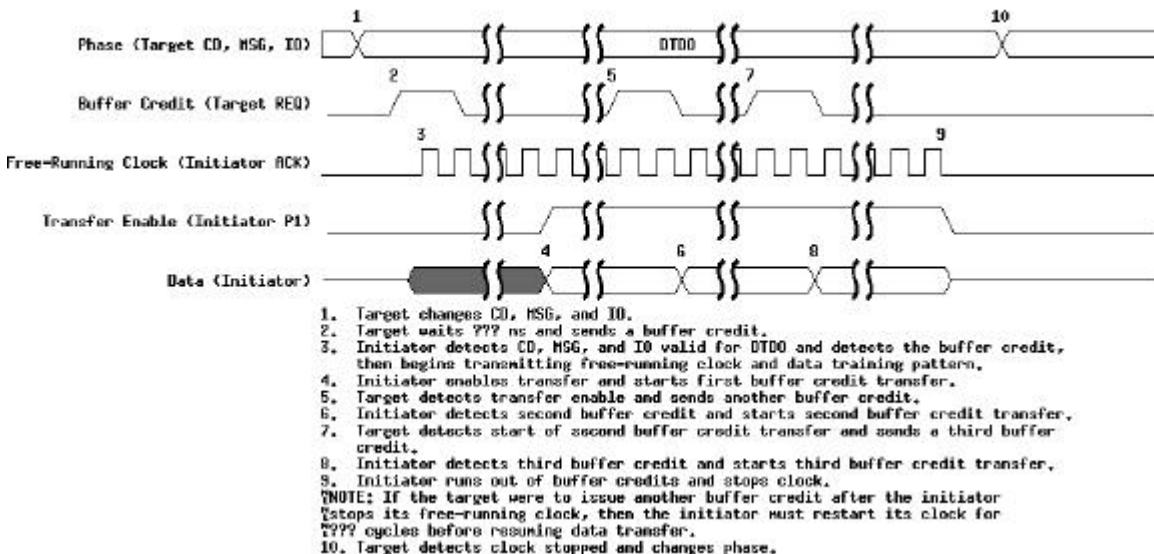 1 10
Phase (Target CD, MSG, IO) DTDO
2 5 7
Buffer Credit (Target REQ)
3 9
Free-Running Clock (Initiator ACK)
Transfer Enable (Initiator P1)
4 6 8
Data (Initiator)
1. Target changes CD, MSG, and IO.
2. Target waits ??? ns and sends a buffer credit.
3. Initiator detects CD, MSG, and IO valid for DTDO and detects the buffer credit,
then begins transmitting free-running clock and data training pattern.
4. Initiator enables transfer and starts first buffer credit transfer.
5. Target detects transfer enable and sends another buffer credit.
6. Initiator detects second buffer credit and starts second buffer credit transfer.
7. Target detects start of second buffer credit transfer and sends a third buffer
credit.
8. Initiator detects third buffer credit and starts third buffer credit transfer.
9. Initiator runs out of buffer credits and stops clock.
?NOTE: If the target were to issue another buffer credit after the initiator
?stops its free-running clock, then the initiator must restart its clock for
??? cycles before resuming data transfer.
10. Target detects clock stopped and changes phase.